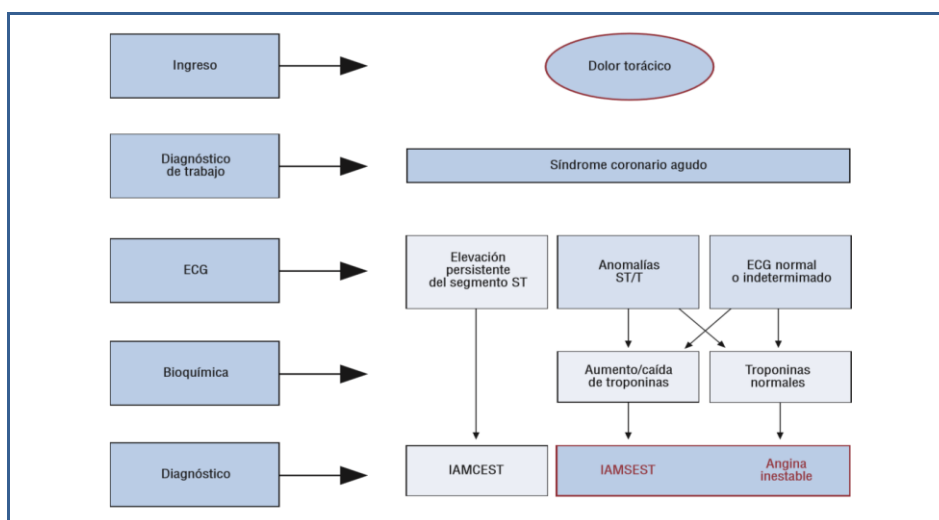 Ingreso
Dolor torácico
Diagnóstico
de trabajo
Síndrome coronario agudo
ECG
Elevación
persistente
del segmento ST
Anomalías
ST/T
ECG normal
o indetermimado
Bioquímica
Aumento/caída
de troponinas
Troponinas
normales
Diagnóstico
IAMCEST
IAMSEST
Angina
inestable